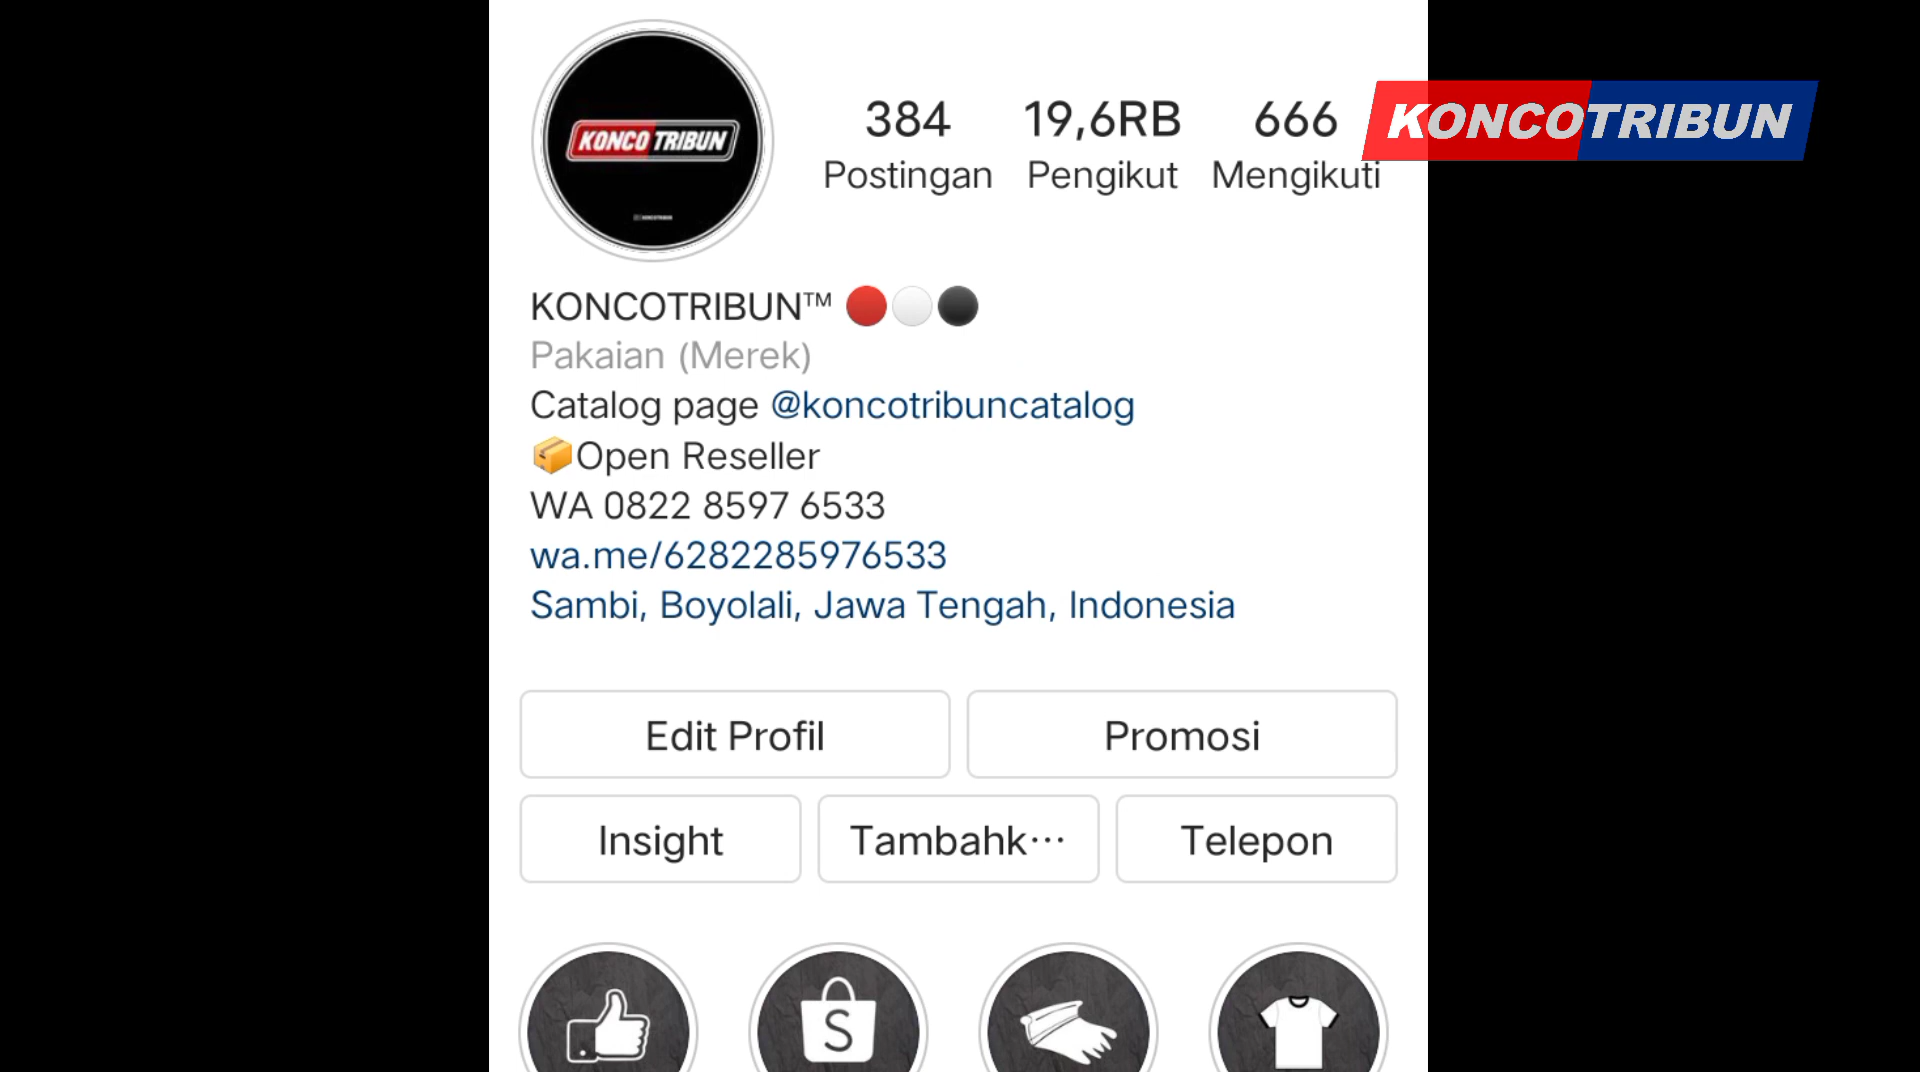 KONCO TRIBUN
384 19,6RB 666
Postingan Pengikut Mengikuti
KONCOTRIBUN
KONCOTRIBUN™
Pakaian (Merek)
Catalog page @koncotribuncatalog
Open Reseller
WA 0822 8597 6533
wa.me/6282285976533
Sambi, Boyolali, Jawa Tengah, Indonesia
Edit Profil Promosi
Insight Tambahk··· Telepon
S